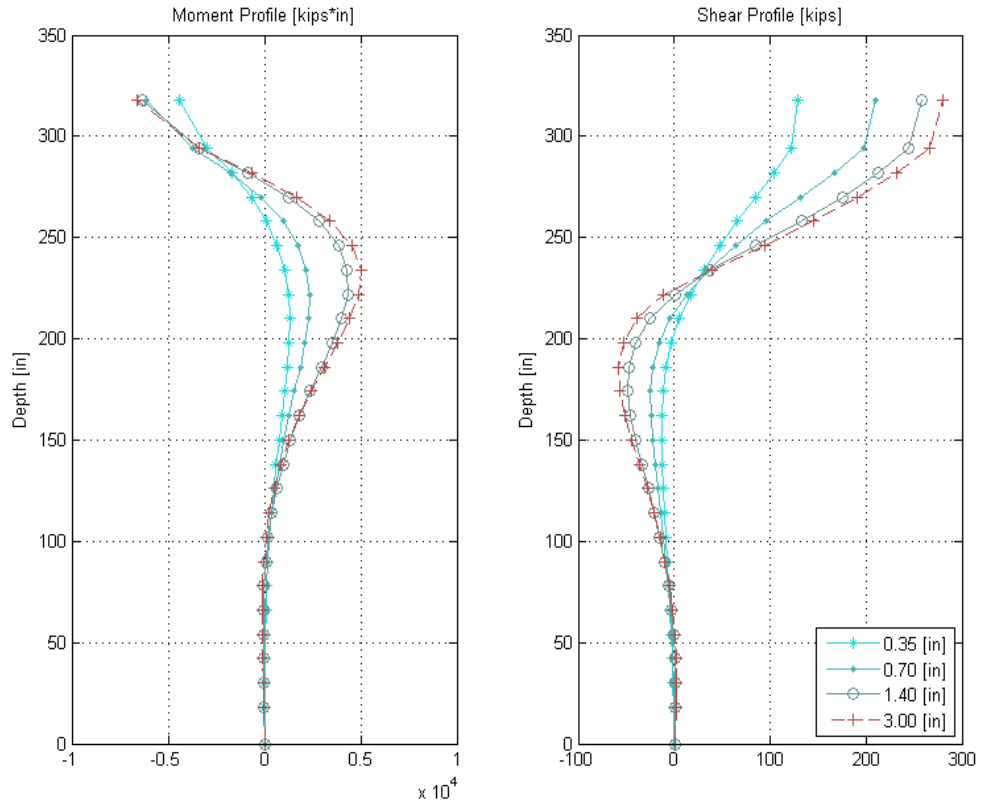 Moment Profile [kips*in]
350
300
250
200
150
100
50
0
Depth [in]
-1
-0.5
0
0.5
1
x 10^4
Shear Profile [kips]
350
300
250
200
150
100
50
0
Depth [in]
-100
0
100
200
300
0.35 [in]
0.70 [in]
1.40 [in]
3.00 [in]